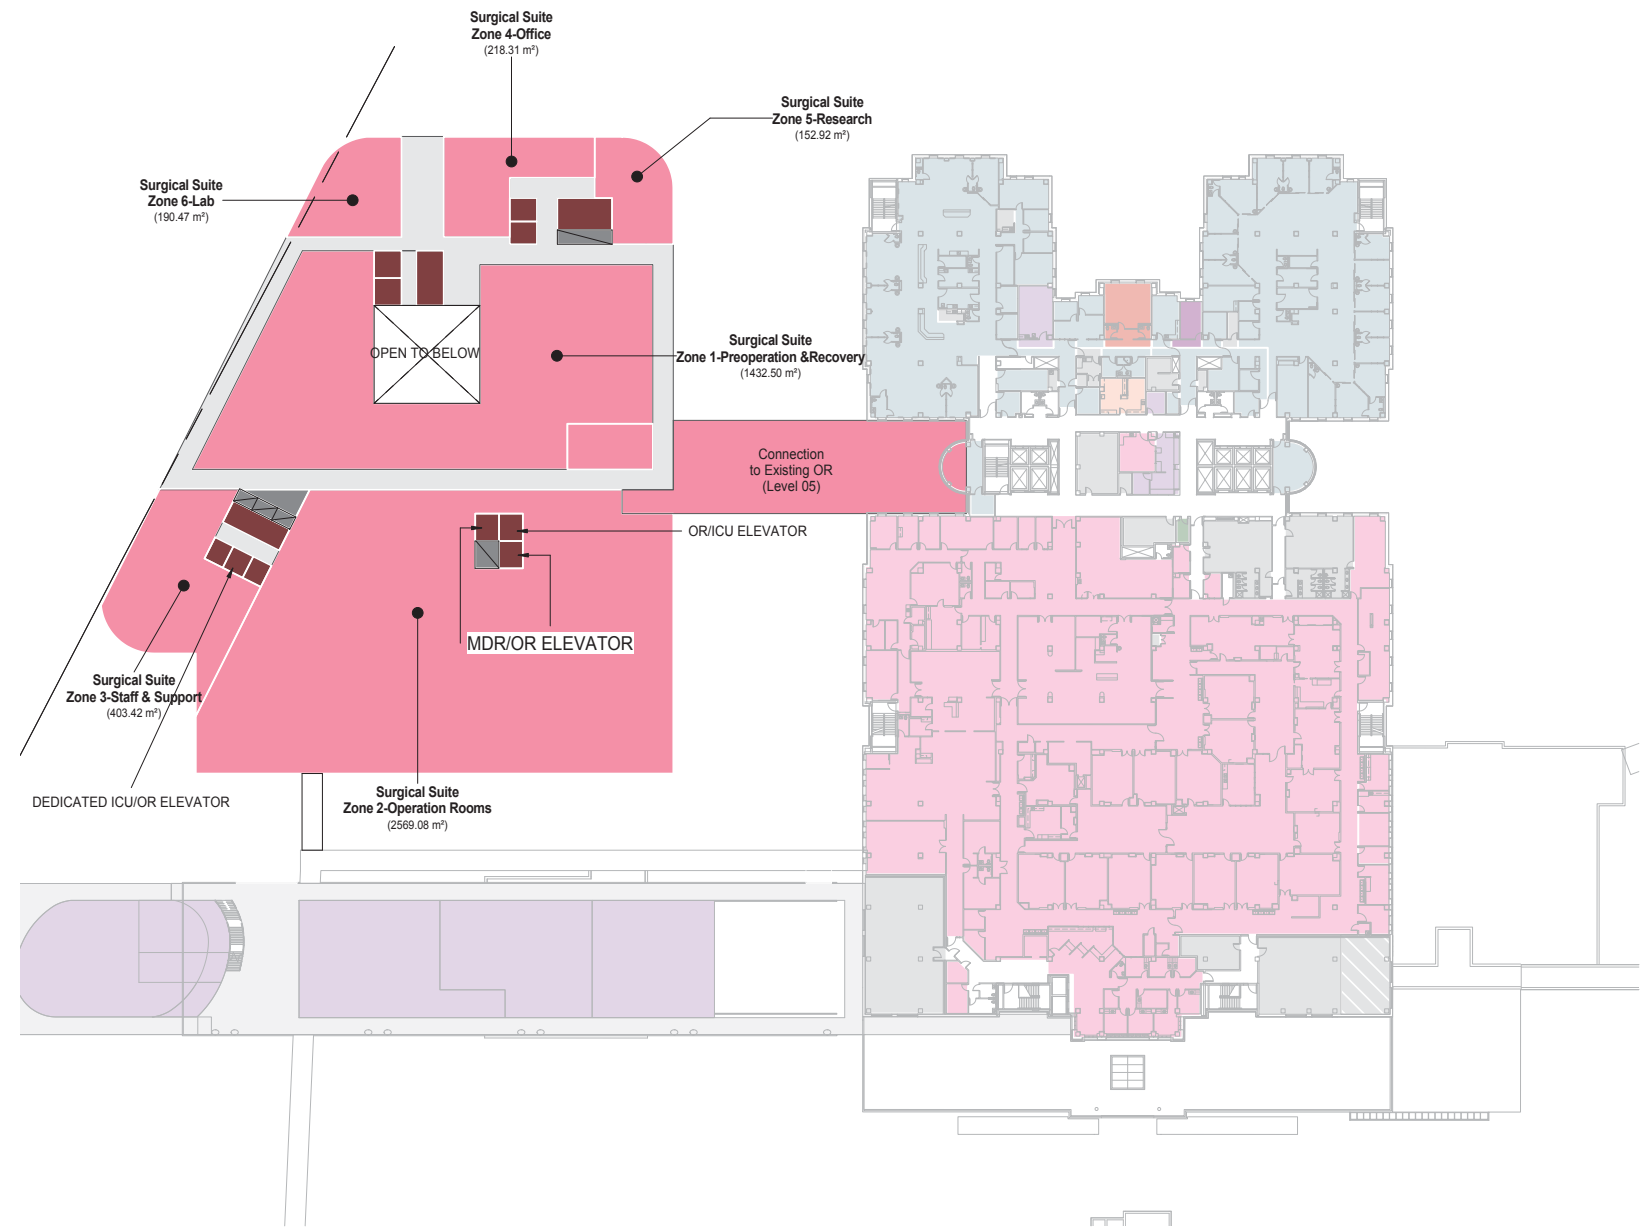 Surgical Suite
Zone 4-Office
(218.31 m²)
Surgical Suite
Zone 5-Research
(152.92 m²)
Surgical Suite
Zone 6-Lab
(190.47 m²)
OPEN TO BELOW
Surgical Suite
Zone 1-Preoperation &Recovery
(1432.50 m²)
Connection
to Existing OR
(Level 05)
OR/ICU ELEVATOR
MDR/OR ELEVATOR
Surgical Suite
Zone 3-Staff & Support
(403.42 m²)
DEDICATED ICU/OR ELEVATOR
Surgical Suite
Zone 2-Operation Rooms
(2569.08 m²)